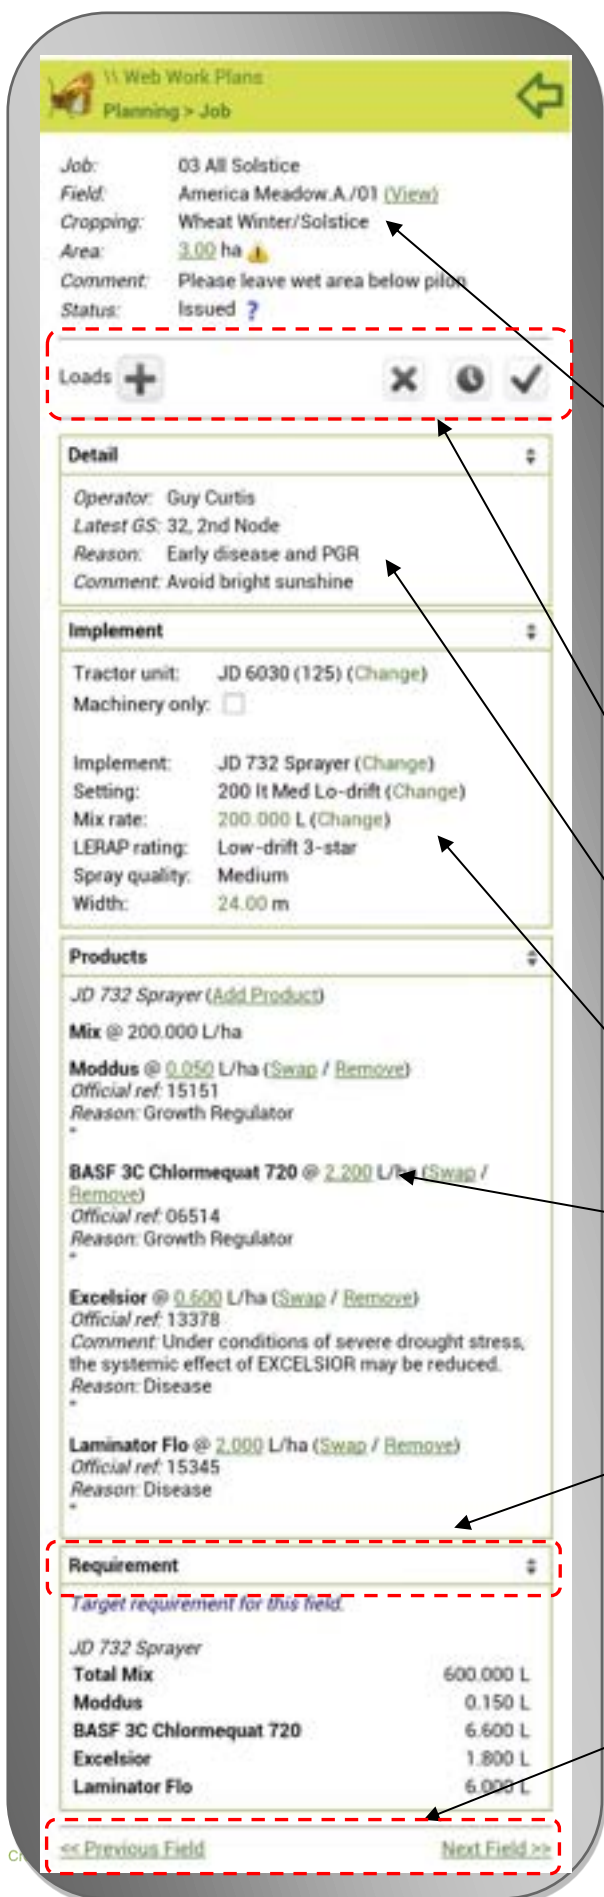 \\ Web Work Plans
Planning > Job
Job: 03 All Solstice
Field: America Meadow.A./01 (View)
Cropping: Wheat Winter/Solstice
Area: 3.00 ha
Comment: Please leave wet area below pilon
Status: Issued ?
Loads
Detail
Operator: Guy Curtis
Latest GS: 32, 2nd Node
Reason: Early disease and PGR
Comment: Avoid bright sunshine
Implement
Tractor unit: JD 6030 (125) (Change)
Machinery only:
Implement: JD 732 Sprayer (Change)
Setting: 200 lt Med Lo-drift (Change)
Mix rate: 200.000 L (Change)
LERAP rating: Low-drift 3-star
Spray quality: Medium
Width: 24.00 m
Products
JD 732 Sprayer (Add Product)
Mix @ 200.000 L/ha
Moddus @ 0.050 L/ha (Swap / Remove)
Official ref: 15151
Reason: Growth Regulator
BASF 3C Chlormequat 720 @ 2.200 L/ha (Swap /
Remove)
Official ref: 06514
Reason: Growth Regulator
Excelsior @ 0.600 L/ha (Swap / Remove)
Official ref: 13378
Comment: Under conditions of severe drought stress,
the systemic effect of EXCELSIOR may be reduced.
Reason: Disease
Laminator Flo @ 2.000 L/ha (Swap / Remove)
Official ref: 15345
Reason: Disease
Requirement
Target requirement for this field.
JD 732 Sprayer
Total Mix 600.000 L
Moddus 0.150 L
BASF 3C Chlormequat 720 6.600 L
Excelsior 1.800 L
Laminator Flo 6.000 L
<< Previous Field Next Field >>